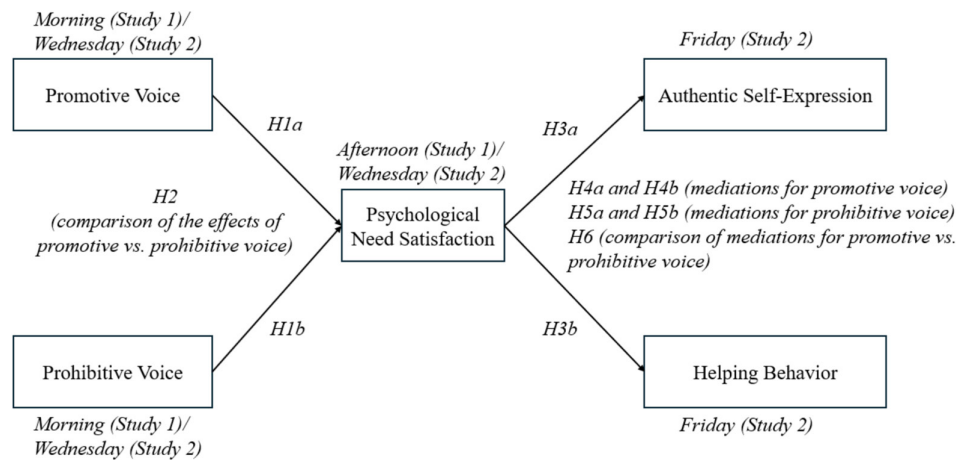 Morning (Study 1)/
Wednesday (Study 2)
Promotive Voice
H1a
H2
(comparison of the effects of
promotive vs. prohibitive voice)
H1b
Prohibitive Voice
Morning (Study 1)/
Wednesday (Study 2)
Afternoon (Study 1)/
Wednesday (Study 2)
Psychological
Need Satisfaction
Friday (Study 2)
Authentic Self-Expression
H3a
H4a and H4b (mediations for promotive voice)
H5a and H5b (mediations for prohibitive voice)
H6 (comparison of mediations for promotive vs.
prohibitive voice)
H3b
Helping Behavior
Friday (Study 2)